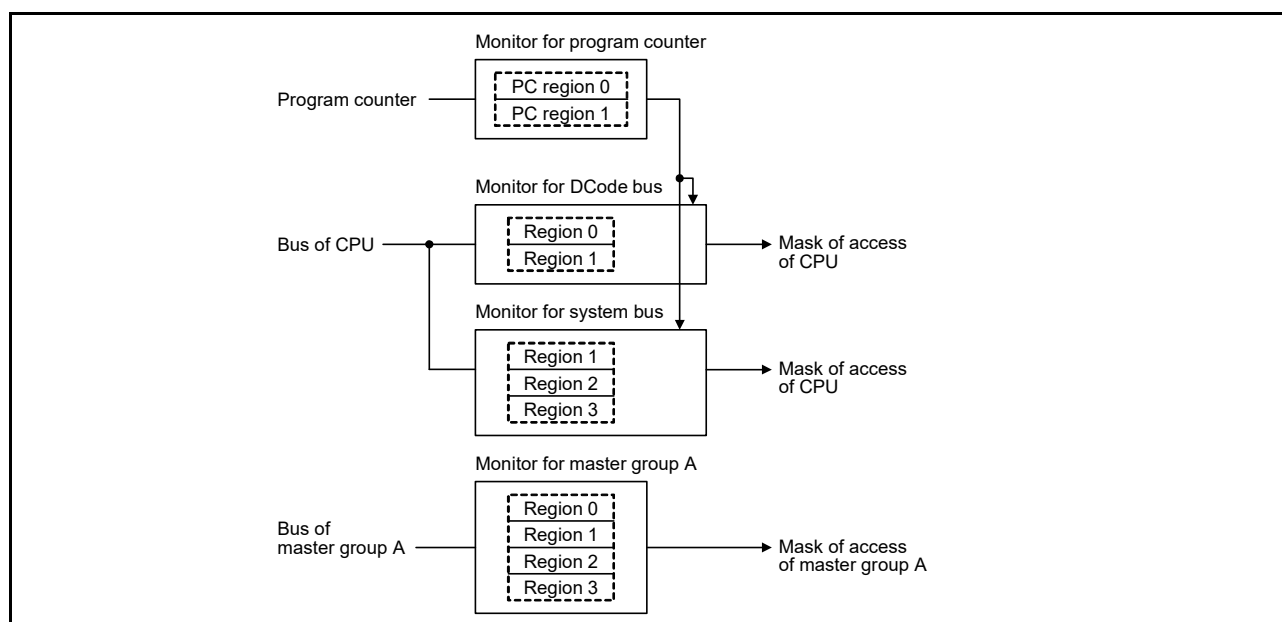 Monitor for program counter
Program counter
PC region 0
PC region 1
Monitor for DCode bus
Bus of CPU
Region 0
Region 1
Mask of access
of CPU
Monitor for system bus
Region 1
Region 2
Region 3
Mask of access
of CPU
Monitor for master group A
Bus of
master group A
Region 0
Region 1
Region 2
Region 3
Mask of access
of master group A